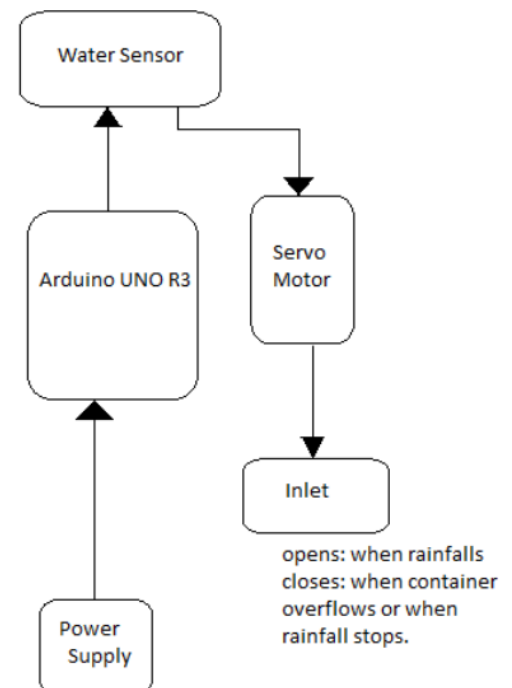 Water Sensor
Arduino UNO R3
Servo
Motor
Inlet
opens: when rainfalls
closes: when container
overflows or when
rainfall stops.
Power
Supply